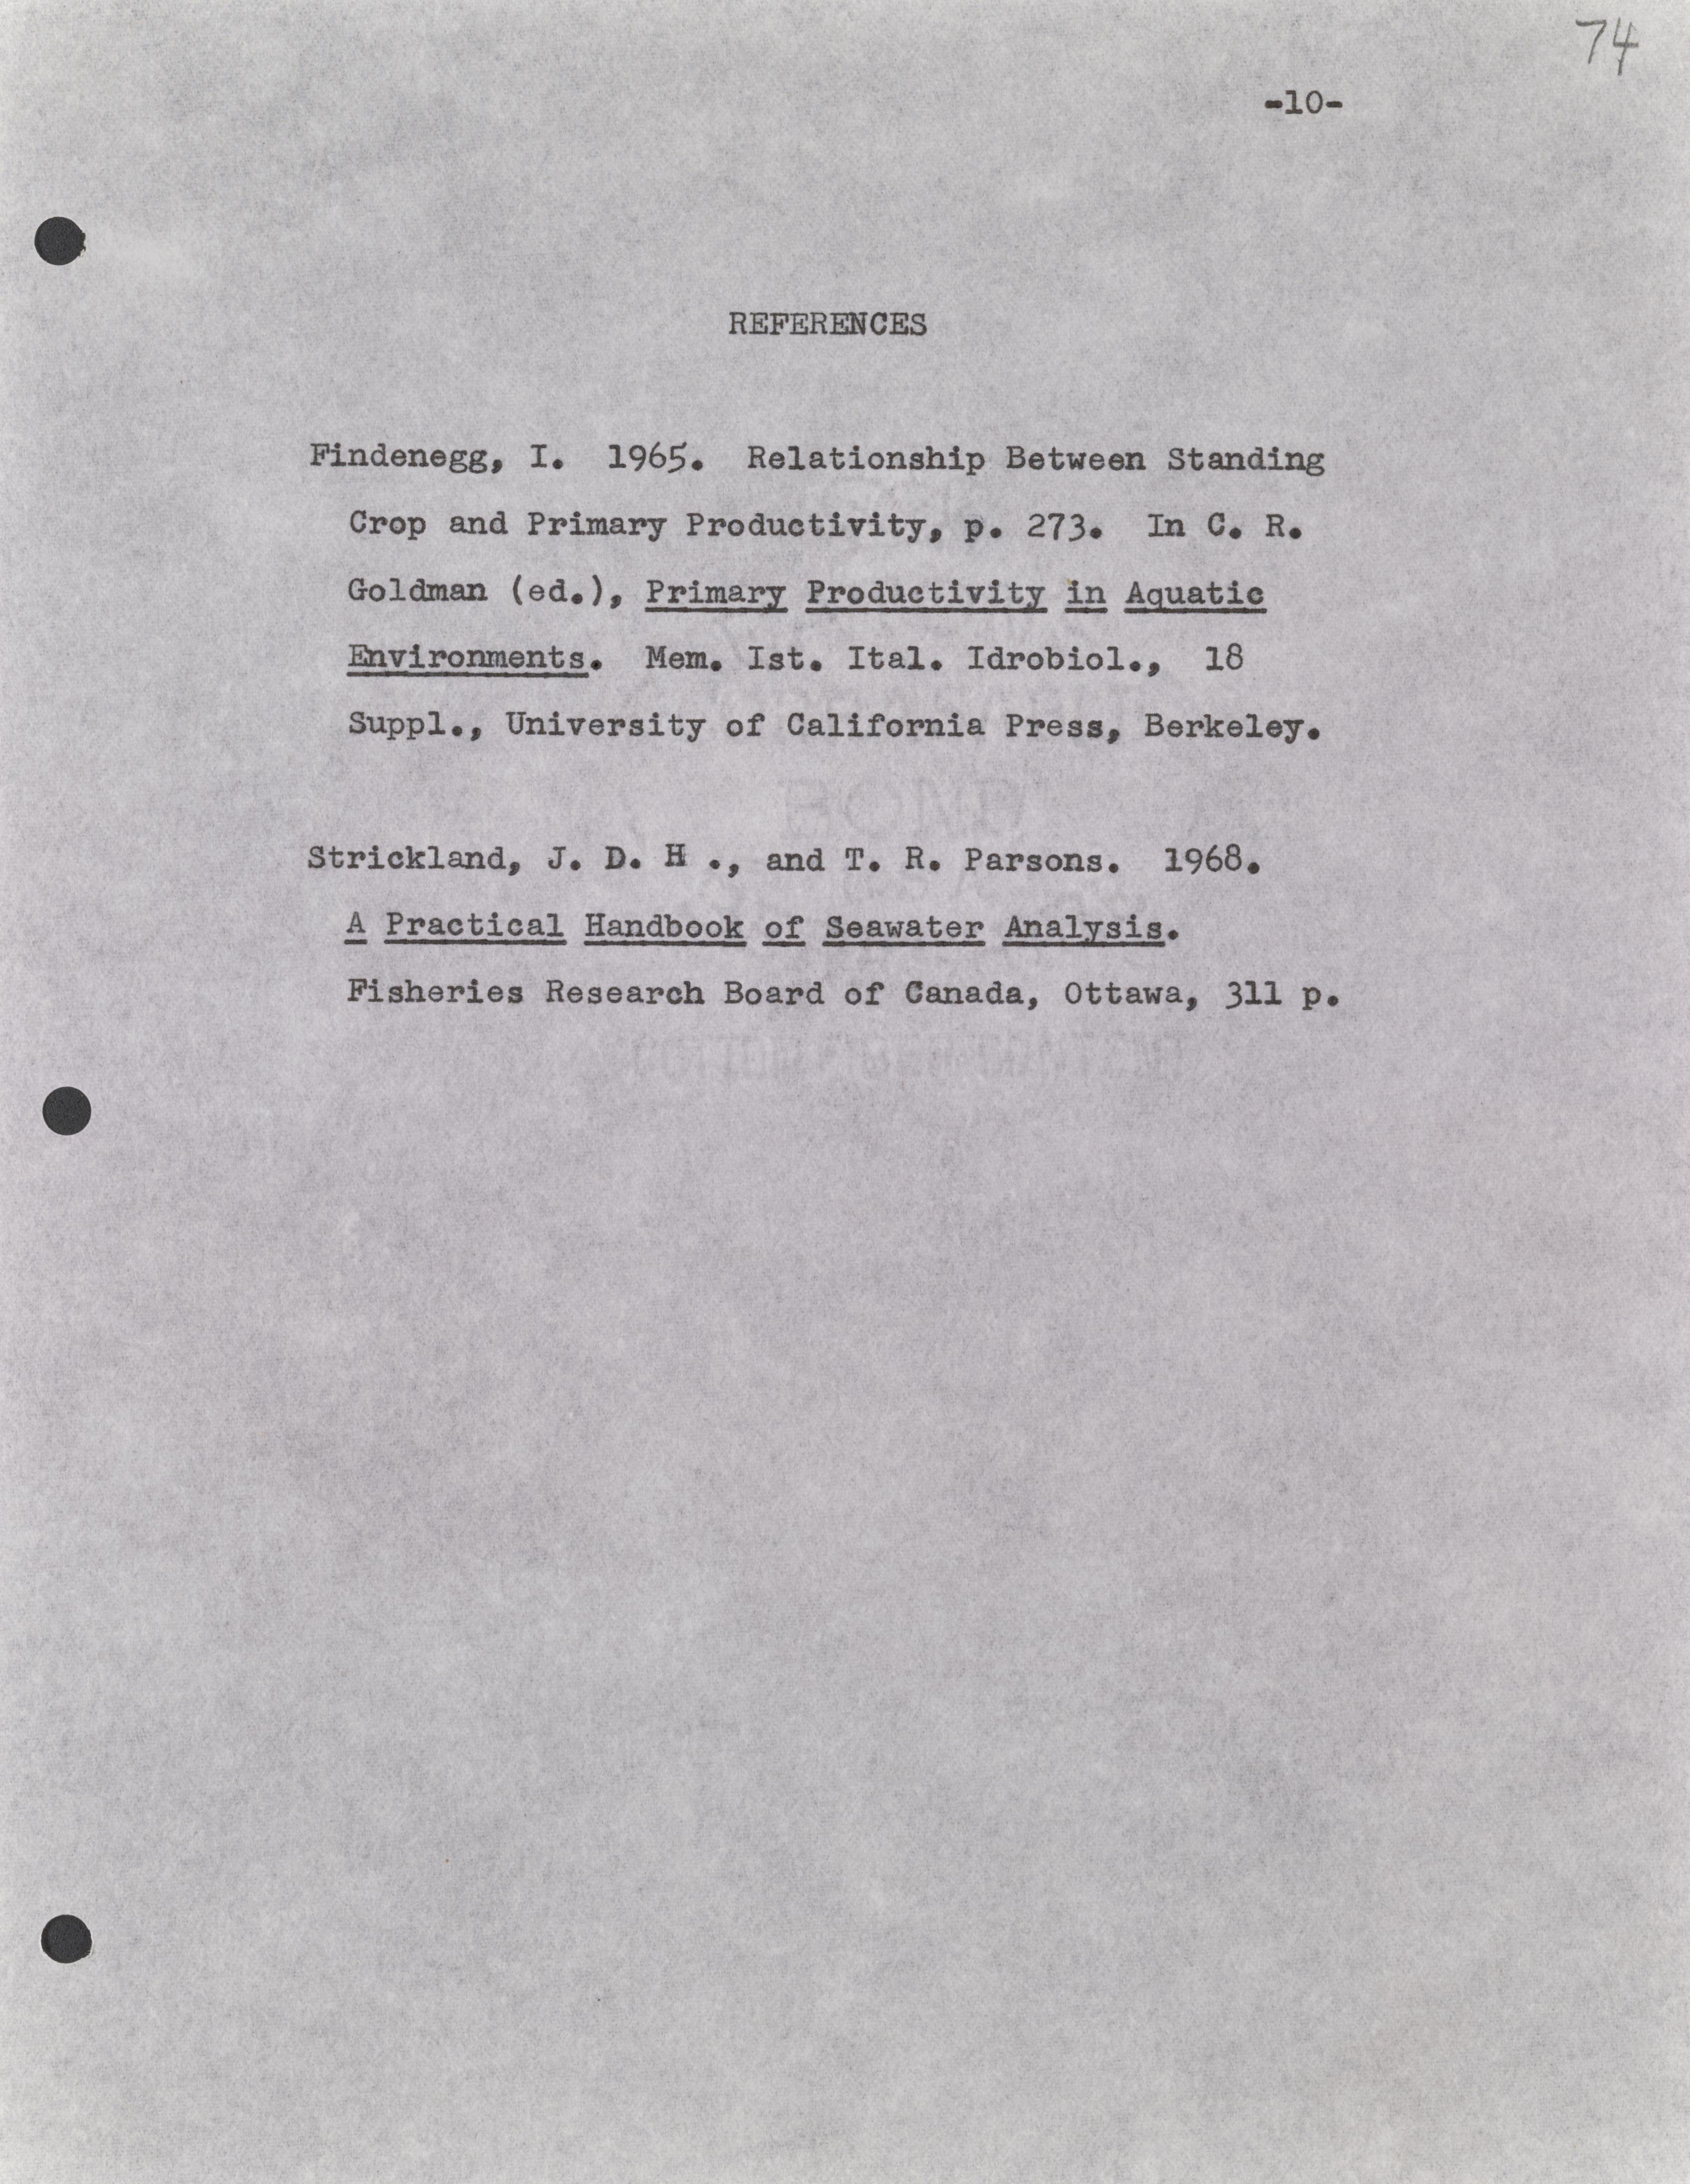 74
-10-
REFERENCES
Findenegg, I. 1965. Relationship Between Standing
Crop and Primary Productivity, p. 273. In C. R.
Goldman (ed.), Primary Productivity in Aquatic
Environments. Mem. Ist. Ital. Idrobiol., 18
Suppl., University of California Press, Berkeley.
Strickland, J. D. H ., and T. R. Parsons. 1968.
A Practical Handbook of Seawater Analysis.
Fisheries Research Board of Canada, Ottawa, 311 p.